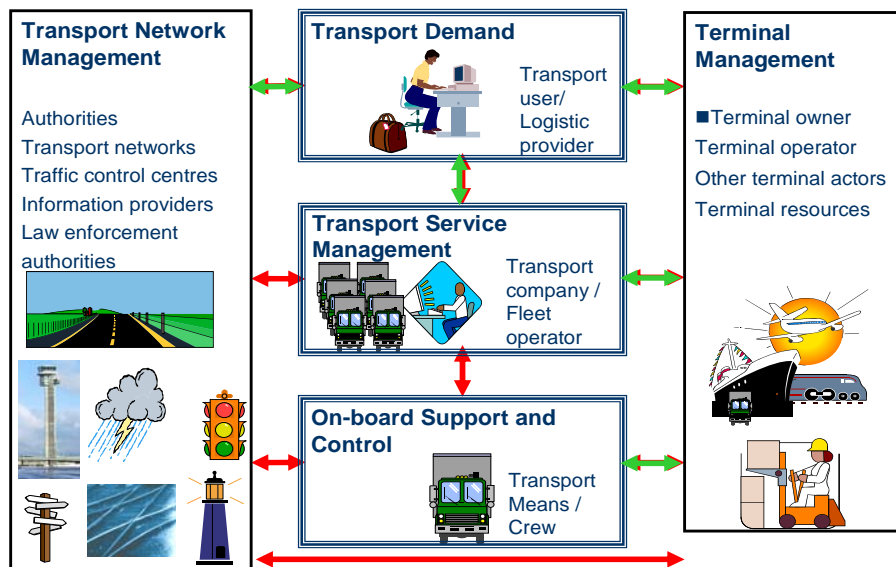 Transport Network
Management
Authorities
Transport networks
Traffic control centres
Information providers
Law enforcement
authorities
Transport Demand
Transport
user/
Logistic
provider
Transport Service
Management
Transport
company /
Fleet
operator
On-board Support and
Control
Transport
Means /
Crew
Terminal
Management
■Terminal owner
Terminal operator
Other terminal actors
Terminal resources